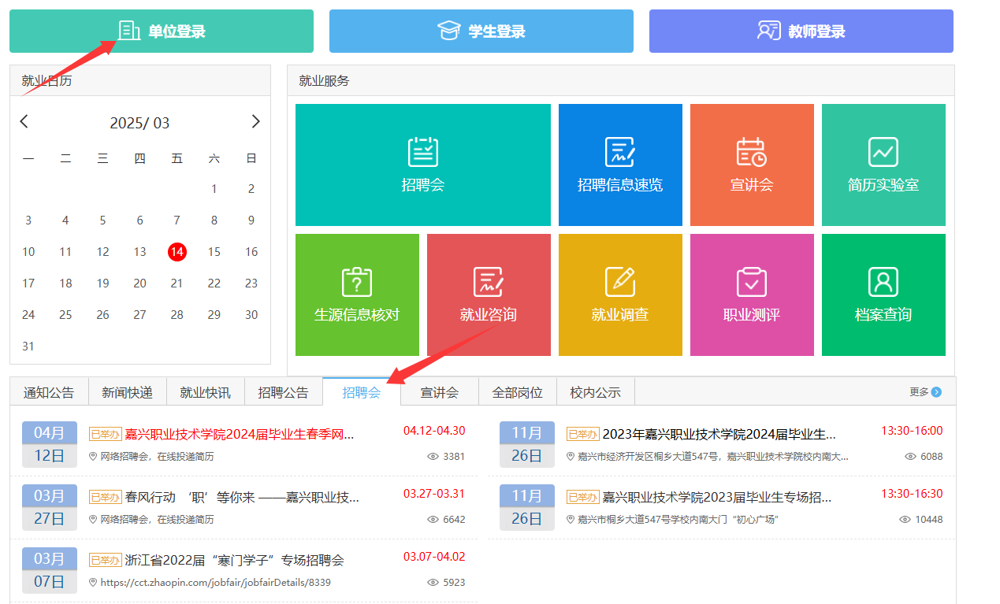 单位登录
学生登录
教师登录
就业日历
2025/ 03
一 二 三 四 五 六 日
1 2
3 4 5 6 7 8 9
10 11 12 13 14 15 16
17 18 19 20 21 22 23
24 25 26 27 28 29 30
31
就业服务
招聘会
招聘信息速览
宣讲会
简历实验室
生源信息核对
就业咨询
就业调查
职业测评
档案查询
通知公告 新闻快递 就业快讯 招聘公告 招聘会 宣讲会 全部岗位 校内公示 更多
04月
12日
已举办 嘉兴职业技术学院2024届毕业生春季网... 04.12-04.30
网络招聘会，在线投递简历 3381
11月
26日
已举办 2023年嘉兴职业技术学院2024届毕业生... 13:30-16:00
嘉兴市经济开发区桐乡大道547号，嘉兴职业技术学院校内南大... 6088
03月
27日
已举办 春风行动 ‘职’等你来 ——嘉兴职业技... 03.27-03.31
网络招聘会，在线投递简历 6642
11月
26日
已举办 嘉兴职业技术学院2023届毕业生专场招... 13:30-16:30
嘉兴市桐乡大道547号学校内南大门“初心广场” 10448
03月
07日
已举办 浙江省2022届“寒门学子”专场招聘会 03.07-04.02
https://cct.zhaopin.com/jobfair/jobfairDetails/8339 5923